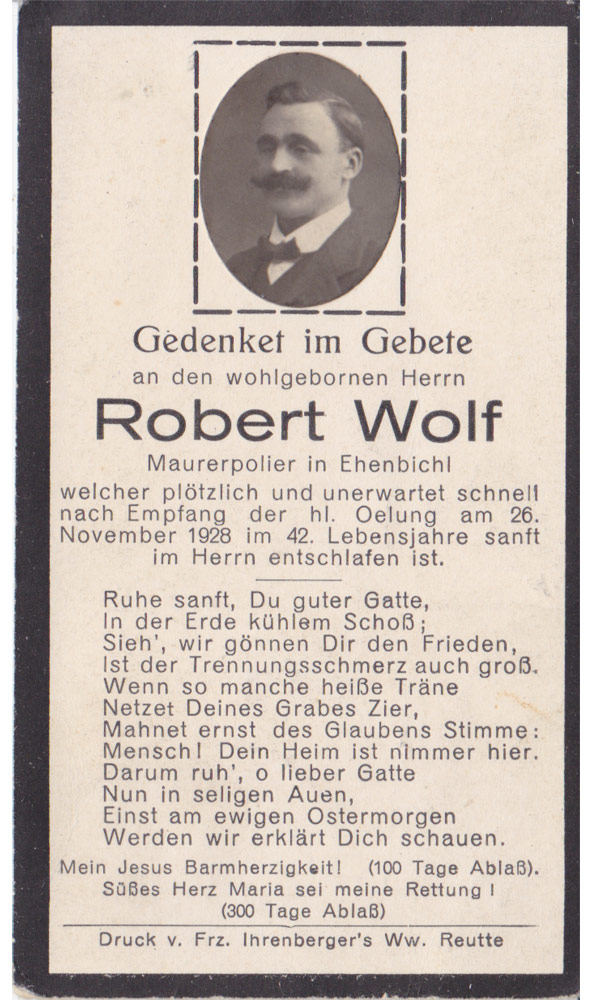 Gedenket im Gebete
an den wohlgebornen Herrn
Robert Wolf
Maurerpolier in Ehenbichl
welcher plötzlich und unerwartet schnell
nach Empfang der hl. Oelung am 26.
November 1928 im 42. Lebensjahre sanft
im Herrn entschlafen ist.
Ruhe sanft, Du guter Gatte,
In der Erde kühlem Schoß;
Sieh', wir gönnen Dir den Frieden,
Ist der Trennungsschmerz auch groß.
Wenn so manche heiße Träne
Netzet Deines Grabes Zier,
Mahnet ernst des Glaubens Stimme:
Mensch! Dein Heim ist nimmer hier.
Darum ruh', o lieber Gatte
Nun in seligen Auen,
Einst am ewigen Ostermorgen
Werden wir erklärt Dich schauen.
Mein Jesus Barmherzigkeit! (100 Tage Ablaß).
Süßes Herz Maria sei meine Rettung!
(300 Tage Ablaß)
Druck v. Frz. Ihrenberger's Ww. Reutte